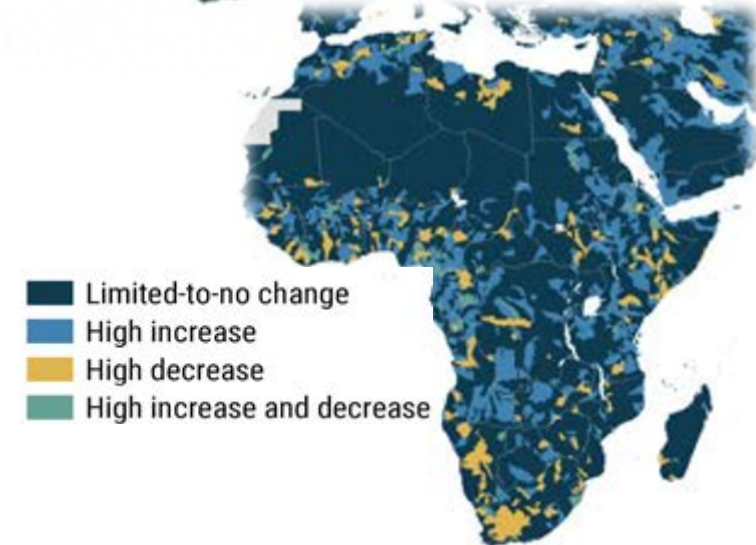 Limited-to-no change
High increase
High decrease
High increase and decrease